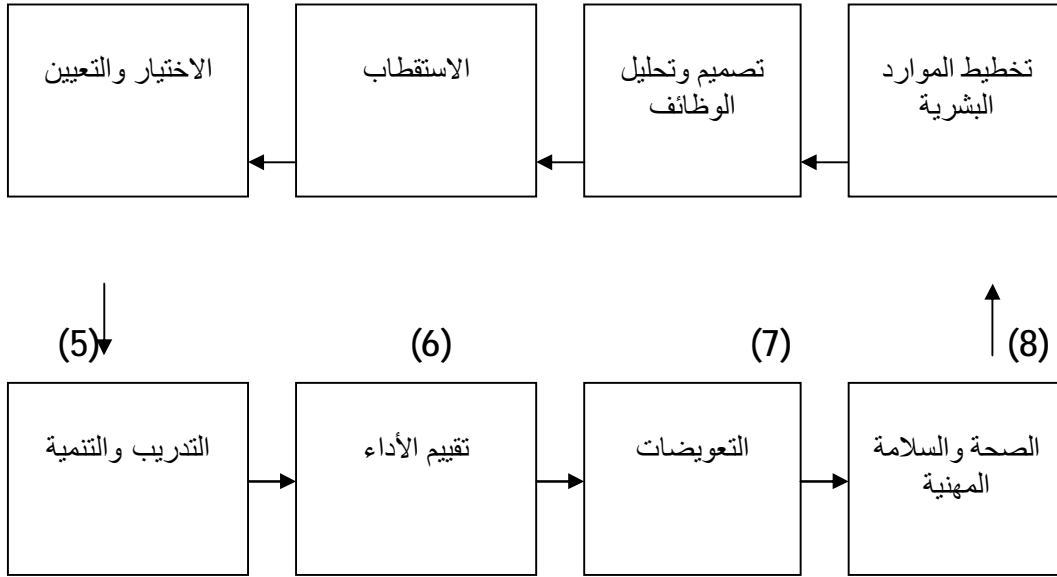 تخطيط الموارد
البشرية
تصميم وتحليل
الوظائف
الاستقطاب
الاختيار والتعيين
(5)
(6)
(7)
(8)
التدريب والتنمية
تقييم الأداء
التعويضات
الصحة والسلامة
المهنية